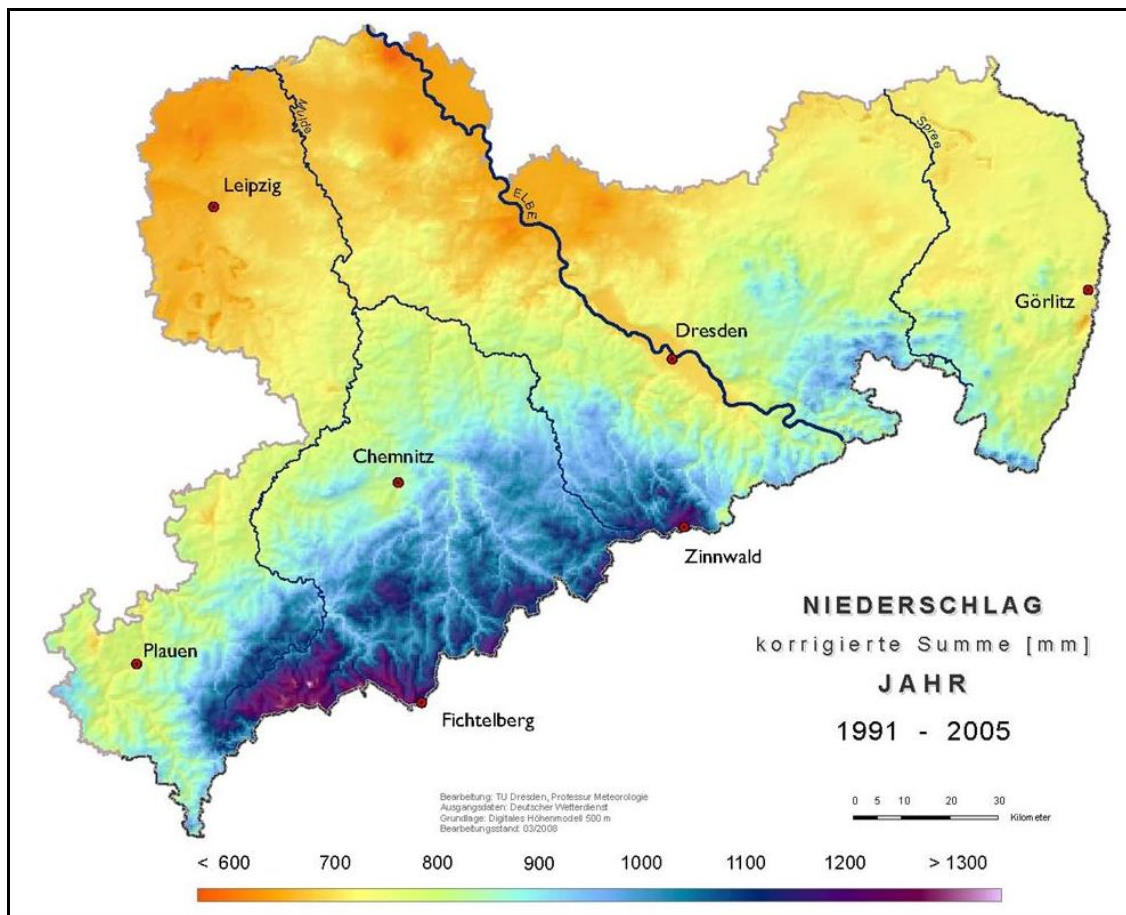 Mulde
Spree
Leipzig
ELBE
Görlitz
Dresden
Chemnitz
Zinnwald
Plauen
Fichtelberg
NIEDERSCHLAG
korrigierte Summe [mm]
JAHR
1991 - 2005
Bearbeitung: TU Dresden, Professur Meteorologie
Ausgangsdaten: Deutscher Wetterdienst
Grundlage: Digitales Höhenmodell 500 m
Bearbeitungsstand: 03/2008
0 5 10 20 30 Kilometer
< 600 700 800 900 1000 1100 1200 > 1300